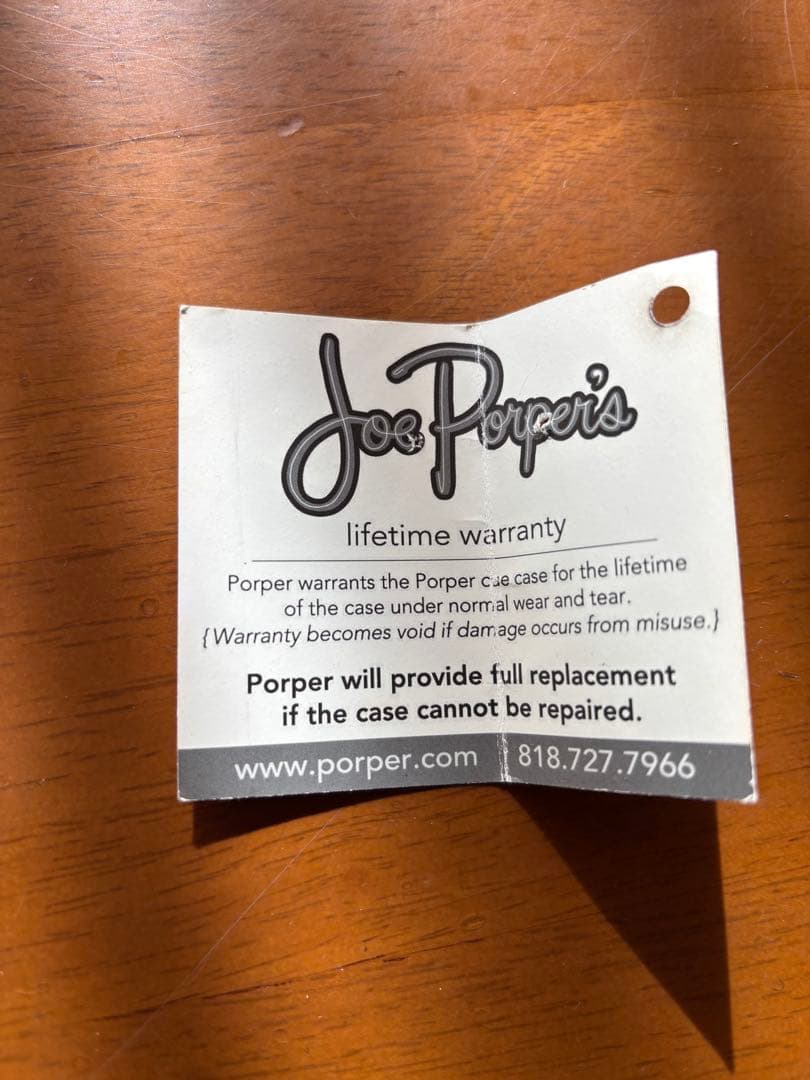 Joe Porper's
lifetime warranty
Porper warrants the Porper cue case for the lifetime
of the case under normal wear and tear.
{Warranty becomes void if damage occurs from misuse.}
Porper will provide full replacement
if the case cannot be repaired.
www.porper.com 818.727.7966